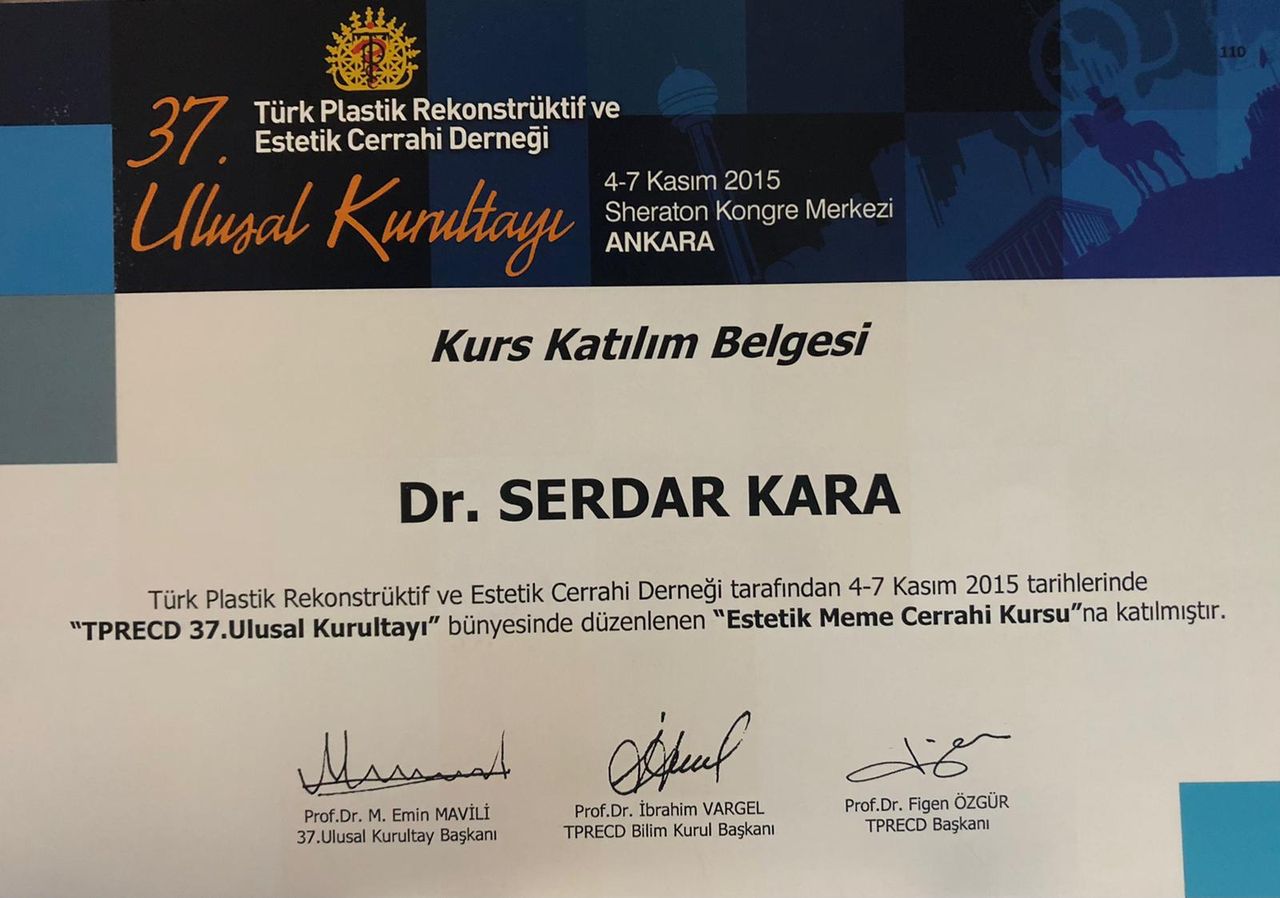 110
37. Türk Plastik Rekonstrüktif ve
Estetik Cerrahi Derneği
Ulusal Kurultayı
4-7 Kasım 2015
Sheraton Kongre Merkezi
ANKARA
Kurs Katılım Belgesi
Dr. SERDAR KARA
Türk Plastik Rekonstrüktif ve Estetik Cerrahi Derneği tarafından 4-7 Kasım 2015 tarihlerinde
"TPRECD 37.Ulusal Kurultayı" bünyesinde düzenlenen "Estetik Meme Cerrahi Kursu"na katılmıştır.
Prof.Dr. M. Emin MAVİLİ
37.Ulusal Kurultay Başkanı
Prof.Dr. İbrahim VARGEL
TPRECD Bilim Kurul Başkanı
Prof.Dr. Figen ÖZGÜR
TPRECD Başkanı